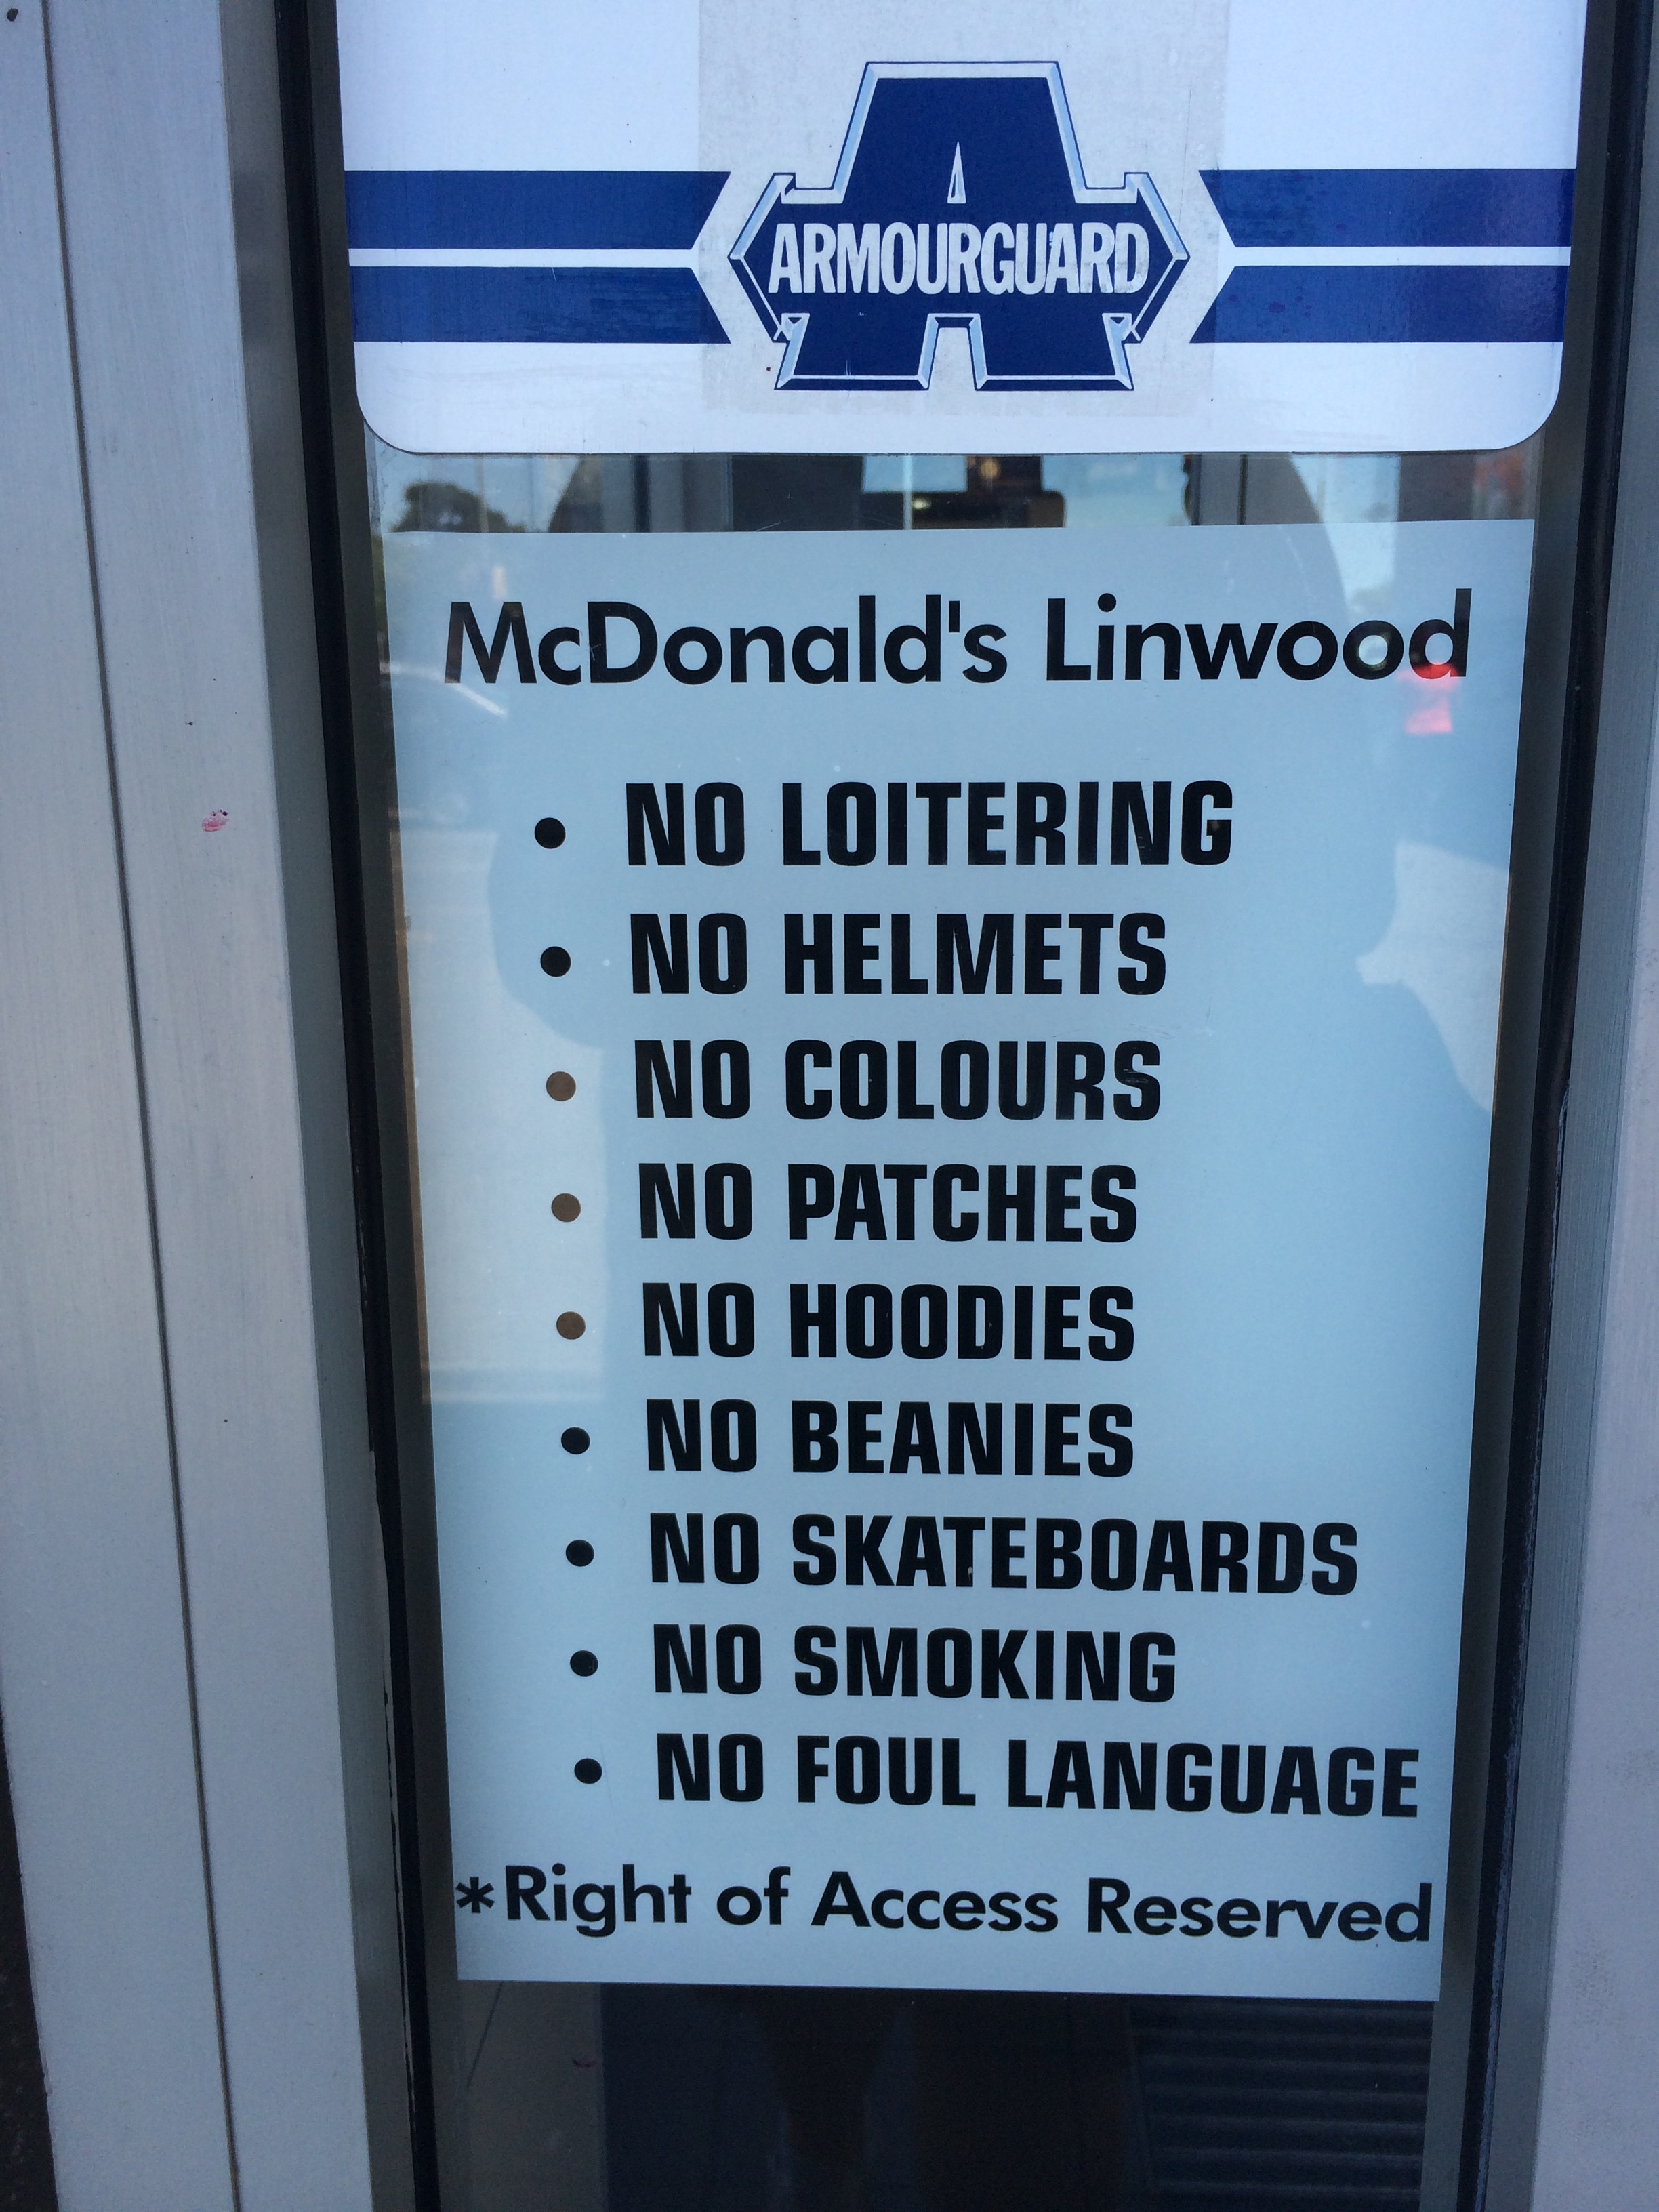 ARMOURGUARD
McDonald's Linwood
• NO LOITERING
• NO HELMETS
• NO COLOURS
• NO PATCHES
• NO HOODIES
• NO BEANIES
• NO SKATEBOARDS
• NO SMOKING
• NO FOUL LANGUAGE
*Right of Access Reserved